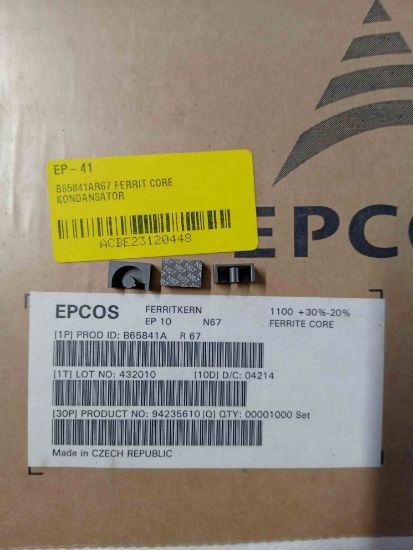 EP-41
B65841AR67 FERRIT CORE
KONDANSATOR
ACBE23120448
EPCO
EPCOS FERRITKERN 1100 +30%-20%
EP 10 N67 FERRITE CORE
[1P] PROD ID: B65841A R 67
[1T] LOT NO: 432010 [10D] D/C: 04214
[30P] PRODUCT NO: 94235610[Q] QTY: 00001000 Set
Made in CZECH REPUBLIC